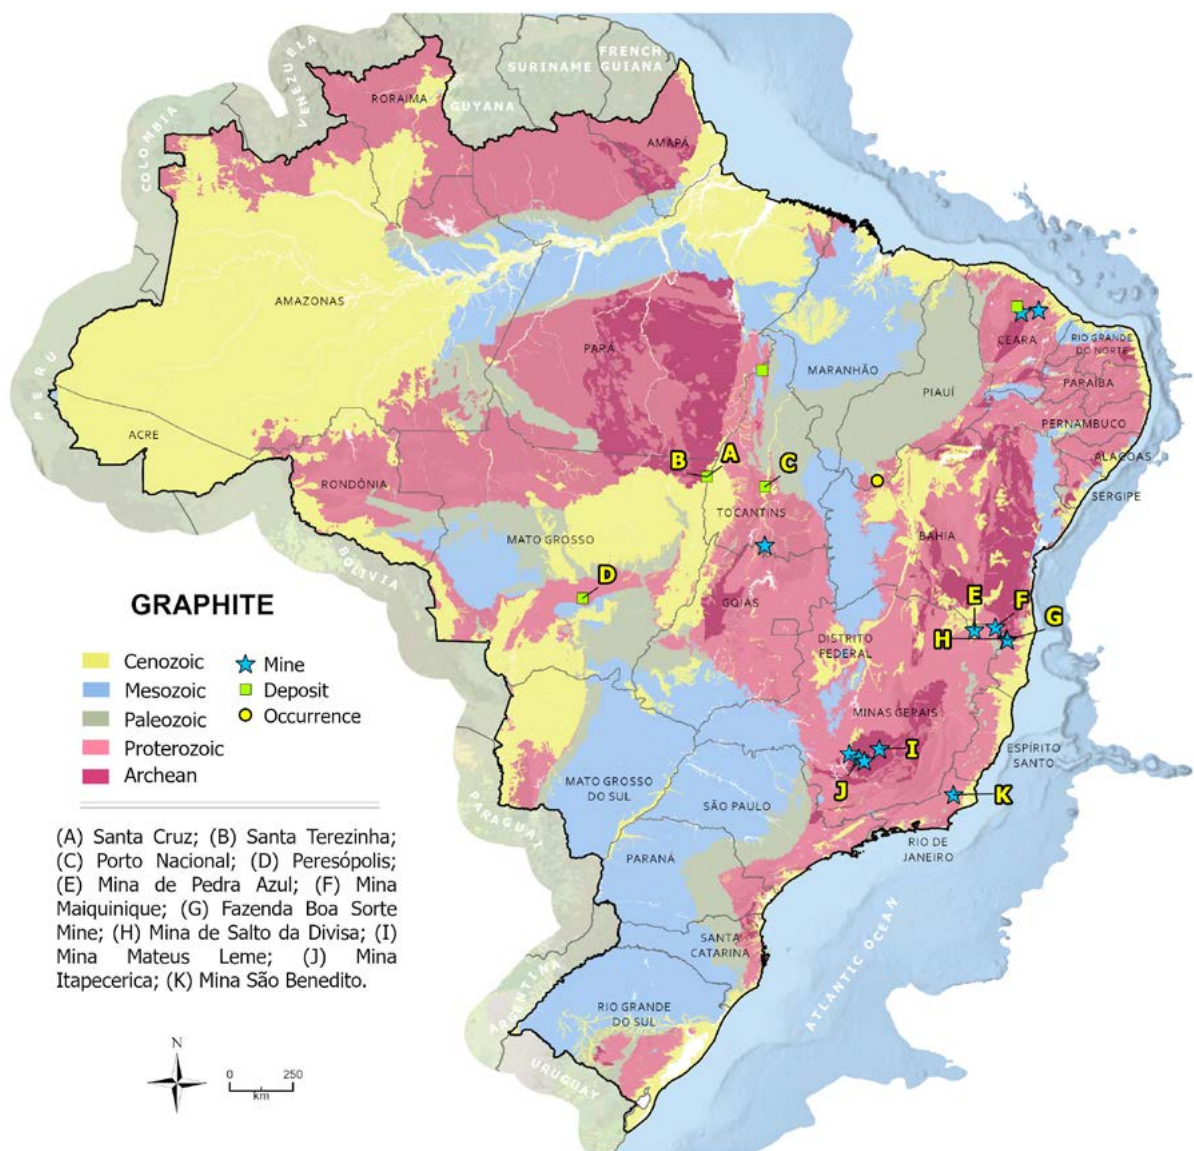 VENEZUELA
SURINAME
FRENCH
GUIANA
COLOMBIA
RORAIMA
GUYANA
AMAPÁ
AMAZONAS
PARÁ
CEARÁ
RIO GRANDE
DO NORTE
PERU
MARANHÃO
PARAÍBA
PIAUÍ
ACRE
PERNAMBUCO
ALAGOAS
B
A
C
RONDÔNIA
SERGIPE
TOCANTINS
MATO GROSSO
BAHIA
BOLIVIA
D
GRAPHITE
GOIÁS
E
F
G
H
DISTRITO
FEDERAL
Cenozoic
Mesozoic
Paleozoic
Proterozoic
Archean
Mine
Deposit
Occurrence
MINAS GERAIS
I
ESPÍRITO
SANTO
J
K
MATO GROSSO
DO SUL
SÃO PAULO
PARAGUAI
RIO DE
JANEIRO
PARANÁ
(A) Santa Cruz; (B) Santa Terezinha;
(C) Porto Nacional; (D) Peresópolis;
(E) Mina de Pedra Azul; (F) Mina
Maiquinique; (G) Fazenda Boa Sorte
Mine; (H) Mina de Salto da Divisa; (I)
Mina Mateus Leme; (J) Mina
Itapecerica; (K) Mina São Benedito.
SANTA
CATARINA
ATLANTIC OCEAN
ARGENTINA
RIO GRANDE
DO SUL
URUGUAY
N
0 250
km